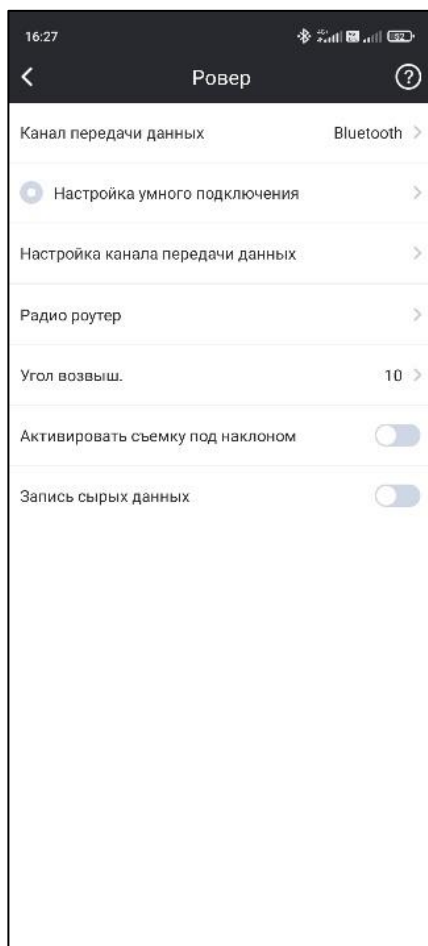 16:27
52
Ровер
Канал передачи данных Bluetooth
Настройка умного подключения
Настройка канала передачи данных
Радио роутер
Угол возвыш. 10
Активировать съемку под наклоном
Запись сырых данных